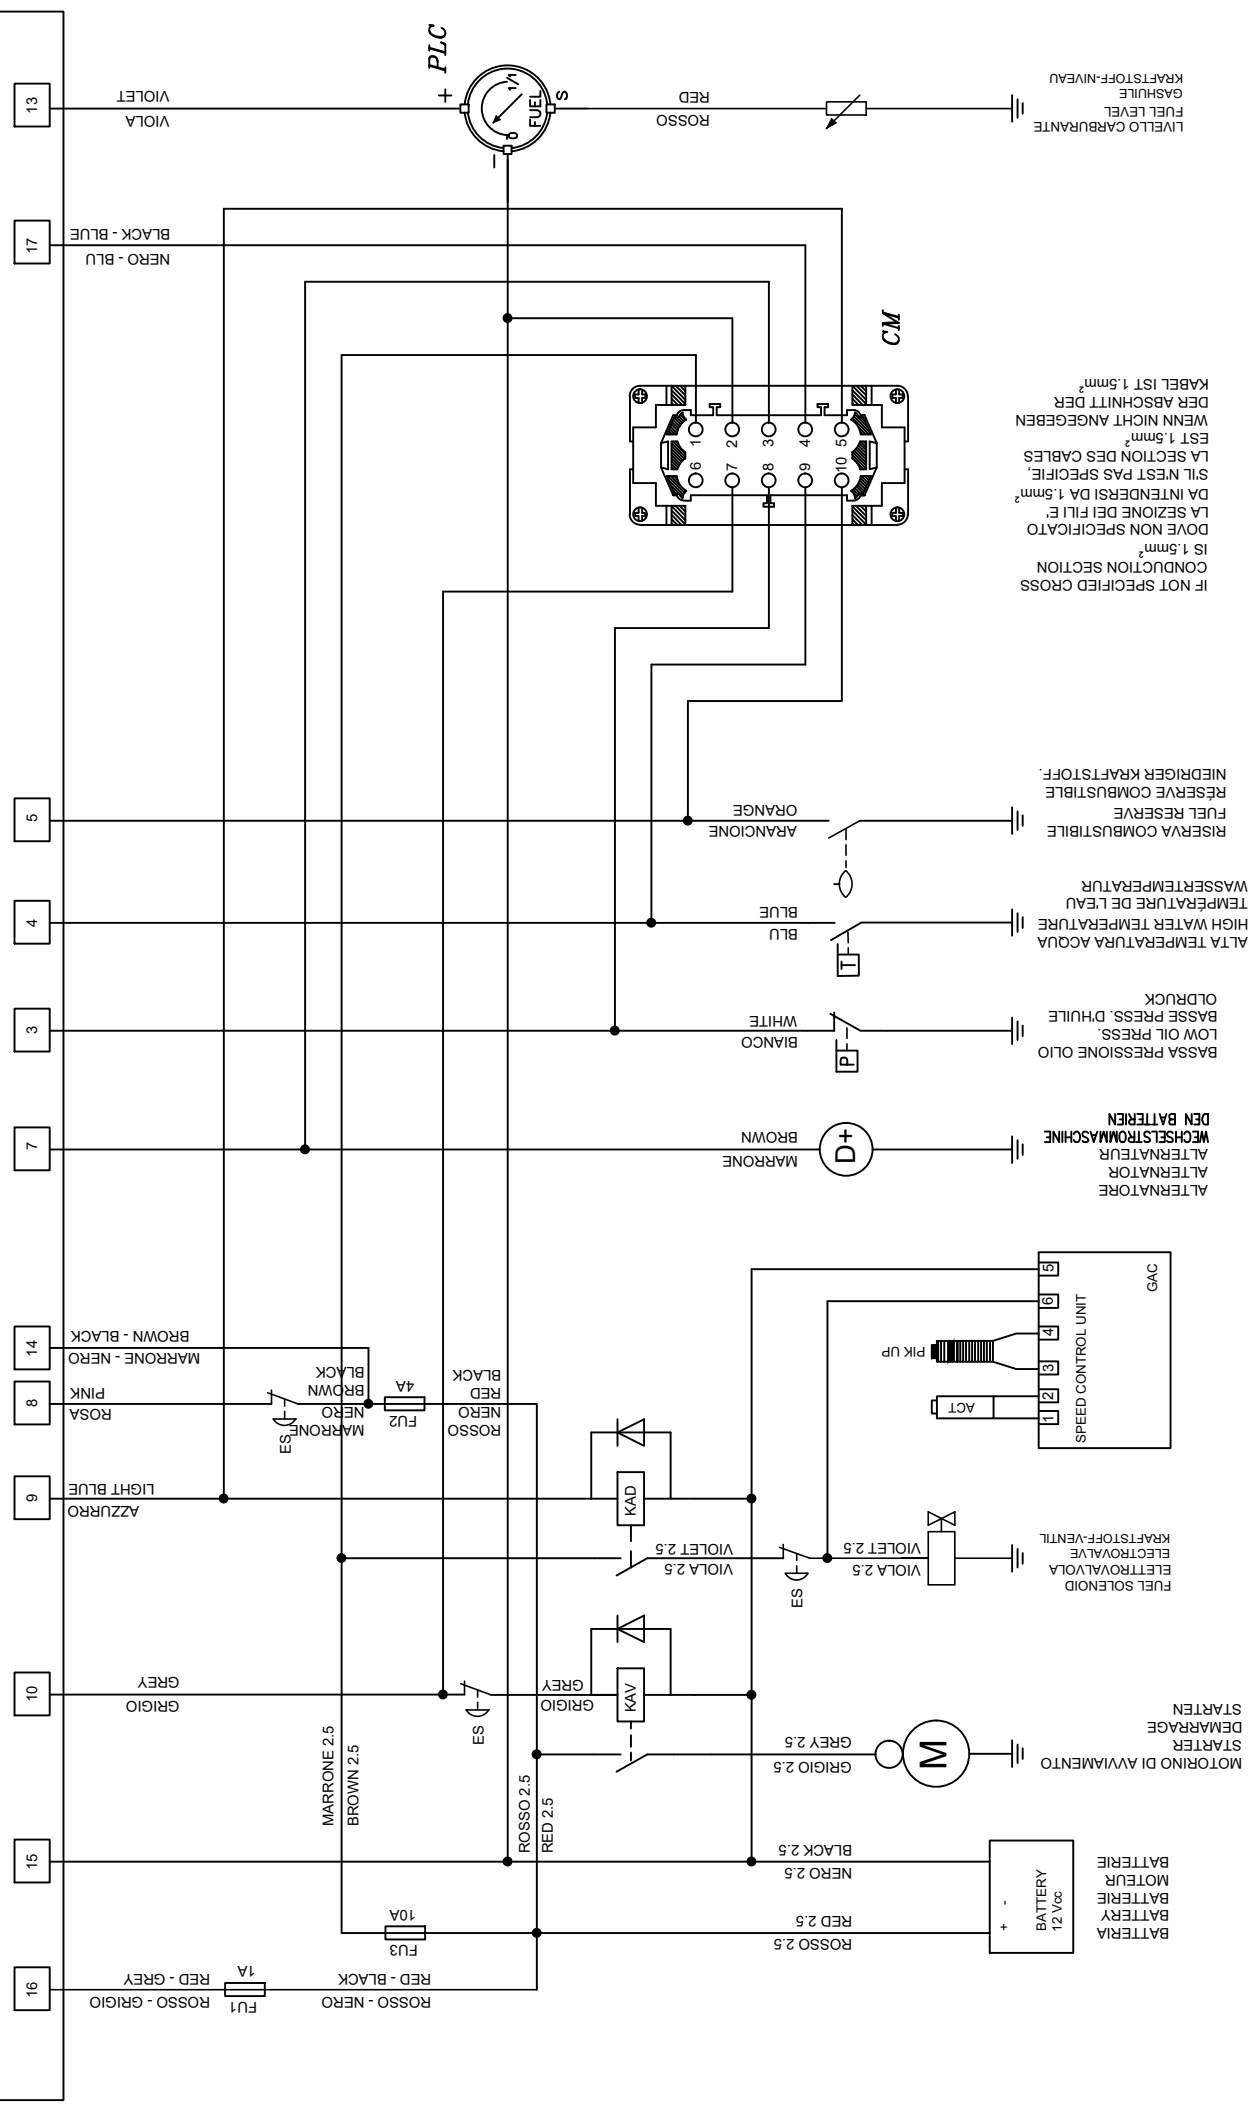 13
VIOLET
VIOLA
PLC
+
–
S
0
1/1
FUEL
RED
ROSSO
LIVELLO CARBURANTE
FUEL LEVEL
GASHUILE
KRAFTSTOFF-NIVEAU
17
BLACK - BLUE
NERO - BLU
CM
1
2
3
4
5
6
7
8
9
10
IF NOT SPECIFIED CROSS
CONDUCTION SECTION
IS 1.5mm²
DOVE NON SPECIFICATO
LA SEZIONE DEI FILI E'
DA INTENDERSI DA 1.5mm²
S'IL N'EST PAS SPECIFIE,
LA SECTION DES CABLES
EST 1.5mm²
WENN NICHT ANGEGEBEN
DER ABSCHNITT DER
KABEL IST 1.5mm²
5
ORANGE
ARANCIONE
RISERVA COMBUSTIBILE
FUEL RESERVE
RÉSERVE COMBUSTIBLE
NIEDRIGER KRAFTSTOFF.
4
BLUE
BLU
T
ALTA TEMPERATURA ACQUA
HIGH WATER TEMPERATURE
TEMPÉRATURE DE L'EAU
WASSERTEMPERATUR
3
WHITE
BIANCO
P
BASSA PRESSIONE OLIO
LOW OIL PRESS.
BASSE PRESS. D'HUILE
OLDRUCK
7
BROWN
MARRONE
D+
ALTERNATORE
ALTERNATOR
ALTERNATEUR
WECHSELSTROMMASCHINE
DEN BATTERIEN
14
BROWN - BLACK
MARRONE - NERO
8
PINK
ROSA
ES
MARRONE
NERO
BROWN
BLACK
FU2
4A
ROSSO
NERO
RED
BLACK
PIK UP
ACT
1
2
3
4
6
5
SPEED CONTROL UNIT
GAC
9
LIGHT BLUE
AZZURRO
KAD
VIOLET 2.5
VIOLA 2.5
ES
VIOLET 2.5
VIOLA 2.5
FUEL SOLENOID
ELETTROVALVOLA
ELECTROVALVE
KRAFTSTOFF-VENTIL
10
GREY
GRIGIO
ES
GREY
GRIGIO
KAV
GREY 2.5
GRIGIO 2.5
M
MOTORINO DI AVVIAMENTO
STARTER
DEMARRAGE
STARTEN
MARRONE 2.5
BROWN 2.5
ROSSO 2.5
RED 2.5
15
BLACK 2.5
NERO 2.5
RED 2.5
ROSSO 2.5
FU3
10A
+ -
BATTERY
12 Vcc
BATTERIA
BATTERY
BATTERIE
MOTEUR
BATTERIE
16
RED - GREY
ROSSO - GRIGIO
FU1
1A
RED - BLACK
ROSSO - NERO